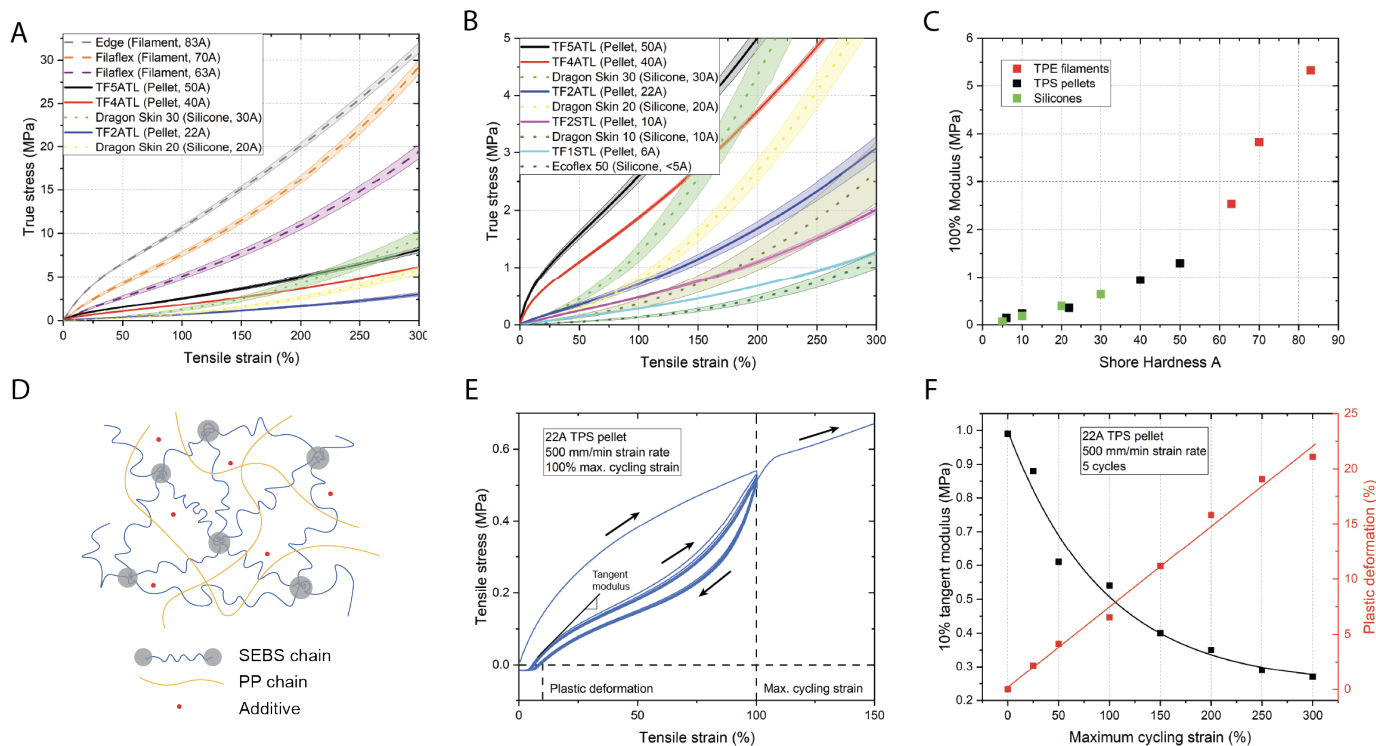 A
Edge (Filament, 83A)
Filaflex (Filament, 70A)
Filaflex (Filament, 63A)
TF5ATL (Pellet, 50A)
TF4ATL (Pellet, 40A)
Dragon Skin 30 (Silicone, 30A)
TF2ATL (Pellet, 22A)
Dragon Skin 20 (Silicone, 20A)
True stress (MPa)
30
25
20
15
10
5
0
0 50 100 150 200 250 300
Tensile strain (%)
B
TF5ATL (Pellet, 50A)
TF4ATL (Pellet, 40A)
Dragon Skin 30 (Silicone, 30A)
TF2ATL (Pellet, 22A)
Dragon Skin 20 (Silicone, 20A)
TF2STL (Pellet, 10A)
Dragon Skin 10 (Silicone, 10A)
TF1STL (Pellet, 6A)
Ecoflex 50 (Silicone, <5A)
True stress (MPa)
5
4
3
2
1
0
0 50 100 150 200 250 300
Tensile strain (%)
C
TPE filaments
TPS pellets
Silicones
100% Modulus (MPa)
6
5
4
3
2
1
0
0 10 20 30 40 50 60 70 80 90
Shore Hardness A
D
SEBS chain
PP chain
Additive
E
22A TPS pellet
500 mm/min strain rate
100% max. cycling strain
Tangent
modulus
Plastic deformation
Max. cycling strain
Tensile stress (MPa)
0.6
0.4
0.2
0.0
0 50 100 150
Tensile strain (%)
F
22A TPS pellet
500 mm/min strain rate
5 cycles
10% tangent modulus (MPa)
1.0
0.9
0.8
0.7
0.6
0.5
0.4
0.3
0.2
0 50 100 150 200 250 300
Maximum cycling strain (%)
25
20
15
10
5
0
Plastic deformation (%)